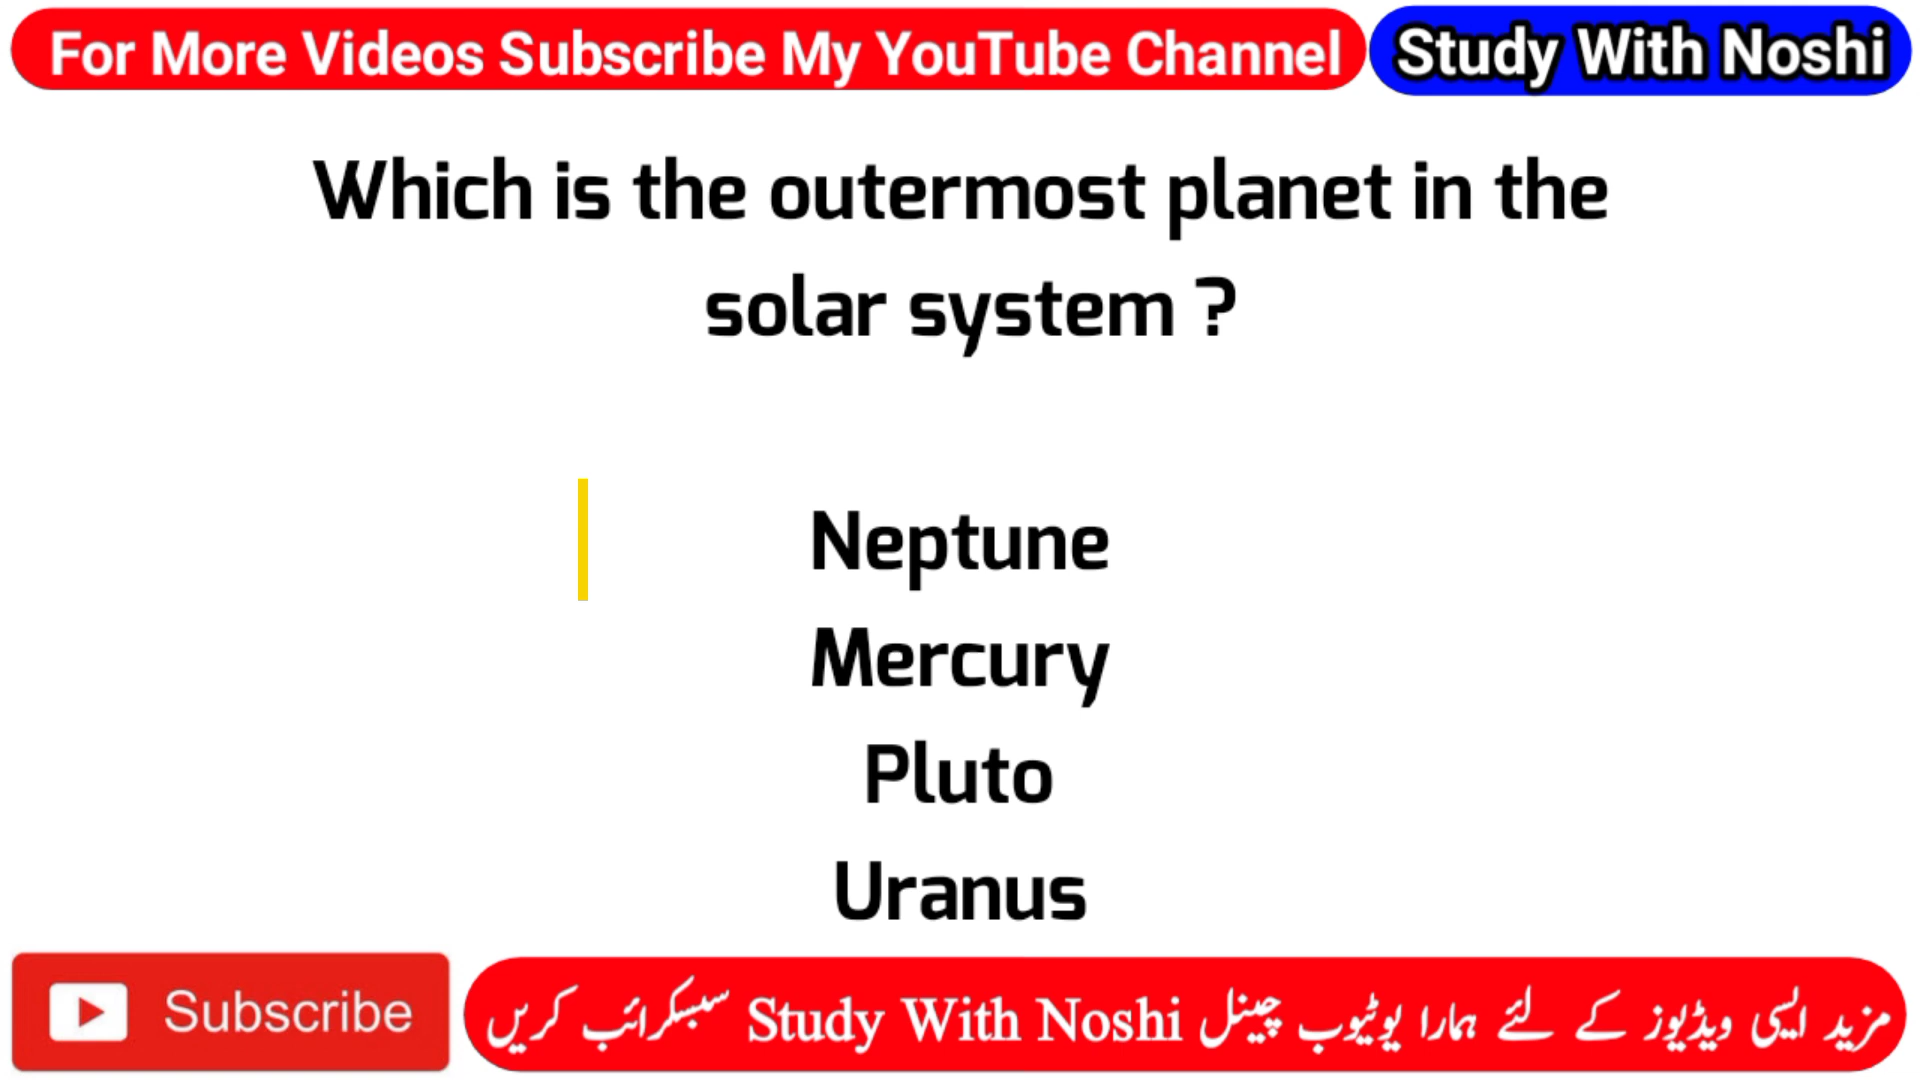 For More Videos Subscribe My YouTube Channel Study With Noshi
Which is the outermost planet in the
solar system ?
Neptune
Mercury
Pluto
Uranus
Subscribe
مزید ایسی ویڈیوز کے لئے ہمارا یوٹیوب چینل Study With Noshi سبسکرائب کریں